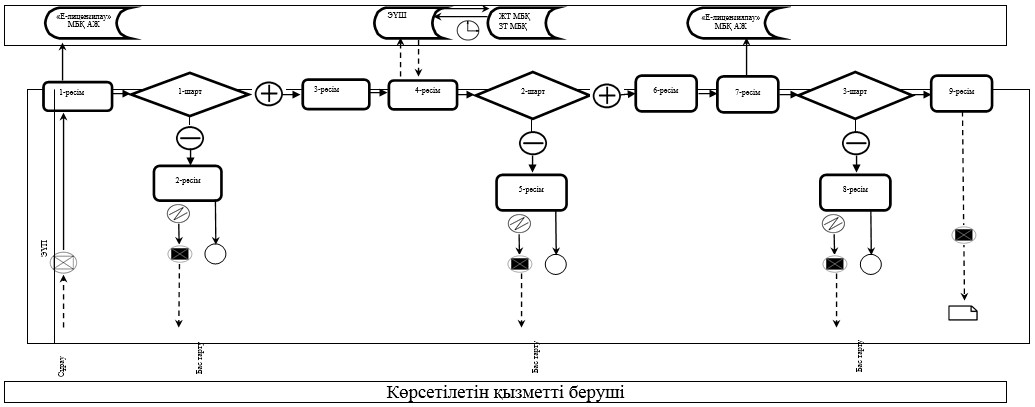 «Е-лицензилау»
МБҚ АЖ
ЭҮШ
ЖТ МБҚ
ЗТ МБҚ
«Е-лицензиялау»
МБҚ АЖ
1-рәсім
1-шарт
3-рәсім
4-рәсім
2-шарт
6-рәсім
7-рәсім
3-шарт
9-рәсім
2-рәсім
5-рәсім
8-рәсім
ЭҮП
Сұрау
Бас тарту
Бас тарту
Бас тарту
Көрсетілетін қызметті беруші